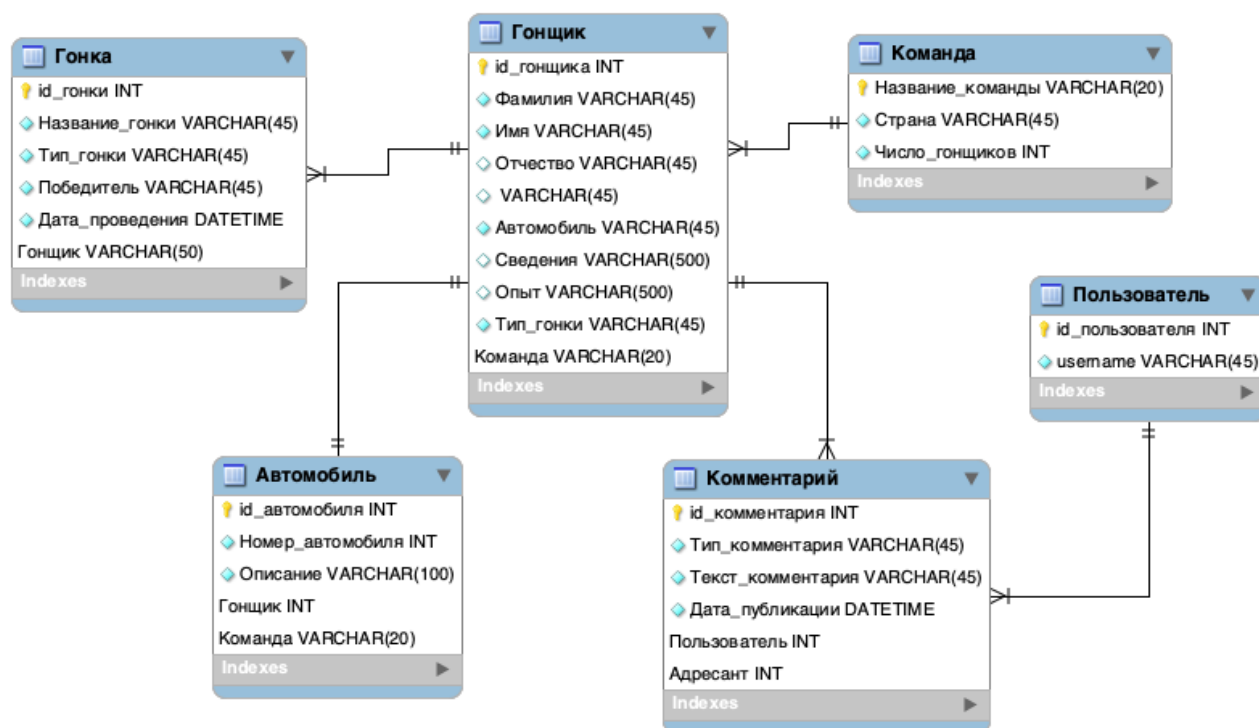 Гонка
id_гонки INT
Название_гонки VARCHAR(45)
Тип_гонки VARCHAR(45)
Победитель VARCHAR(45)
Дата_проведения DATETIME
Гонщик VARCHAR(50)
Indexes
Гонщик
id_гонщика INT
Фамилия VARCHAR(45)
Имя VARCHAR(45)
Отчество VARCHAR(45)
VARCHAR(45)
Автомобиль VARCHAR(45)
Сведения VARCHAR(500)
Опыт VARCHAR(500)
Тип_гонки VARCHAR(45)
Команда VARCHAR(20)
Indexes
Команда
Название_команды VARCHAR(20)
Страна VARCHAR(45)
Число_гонщиков INT
Indexes
Пользователь
id_пользователя INT
username VARCHAR(45)
Indexes
Автомобиль
id_автомобиля INT
Номер_автомобиля INT
Описание VARCHAR(100)
Гонщик INT
Команда VARCHAR(20)
Indexes
Комментарий
id_комментария INT
Тип_комментария VARCHAR(45)
Текст_комментария VARCHAR(45)
Дата_публикации DATETIME
Пользователь INT
Адресант INT
Indexes